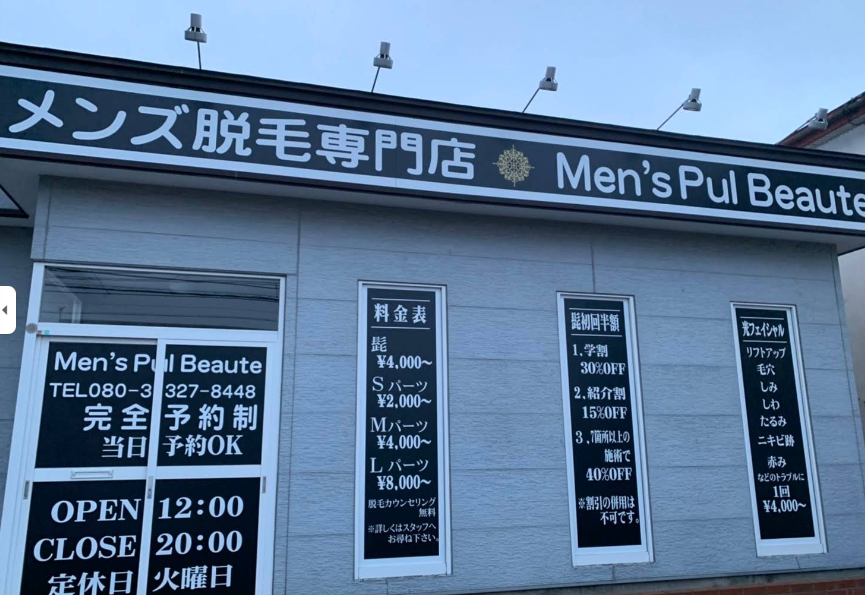 メンズ脱毛専門店 Men's Pul Beaute
Men's Pul Beaute
327-8448
完全予約制
当日予約OK
OPEN 12:00
CLOSE 20:00
定休日 火曜日
料金表
髭
¥4,000〜
Sパーツ
¥2,000〜
Mパーツ
¥4,000〜
Lパーツ
¥8,000〜
脱毛カウンセリング
無料
※詳しくはスタッフへ
お尋ね下さい。
髭初回半額
1.学割
30%OFF
2.紹介割
15%OFF
3.7箇所以上の
施術で
40%OFF
※割引の併用は
不可です。
光フェイシャル
リフトアップ
毛穴
しみ
しわ
たるみ
ニキビ跡
赤み
などのトラブルに
1回
¥4,000〜